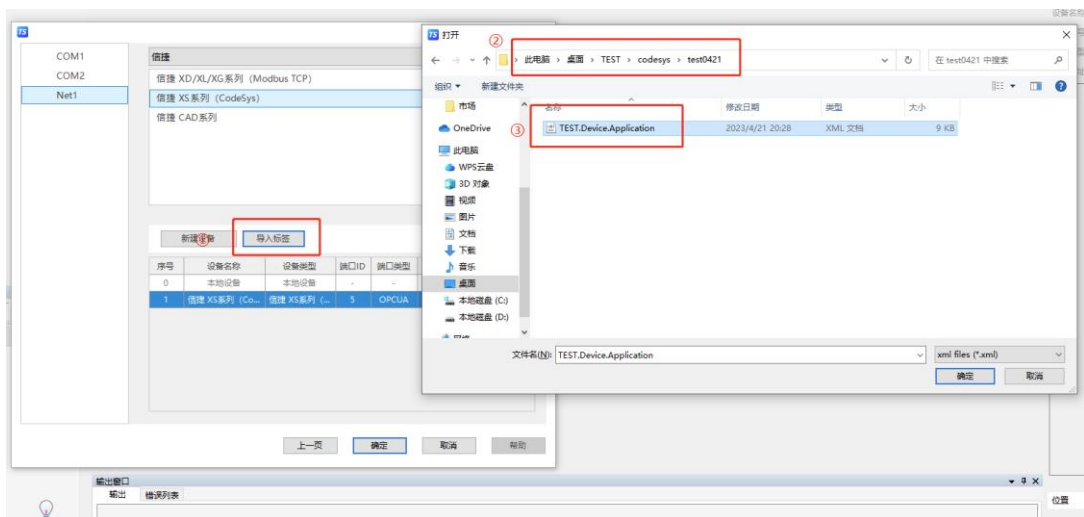 设备名称
TS
COM1
COM2
Net1
信捷
信捷 XD/XL/XG系列 (Modbus TCP)
信捷 XS系列 (CodeSys)
信捷 CAD系列
新建设备
①
导入标签
序号 设备名称 设备类型 端口ID 端口类型
0 本地设备 本地设备 - -
1 信捷 XS系列 (Co... 信捷 XS系列 (... 5 OPCUA
上一页 确定 取消 帮助
TS 打开
②
此电脑 › 桌面 › TEST › codesys › test0421
在 test0421 中搜索
组织 新建文件夹
名称 修改日期 类型 大小
③
TEST.Device.Application 2023/4/21 20:28 XML 文档 9 KB
市场
OneDrive
此电脑
WPS云盘
3D 对象
视频
图片
文档
下载
音乐
桌面
本地磁盘 (C:)
本地磁盘 (D:)
网络
文件名(N): TEST.Device.Application xml files (*.xml)
确定 取消
输出窗口
输出 错误列表
位置